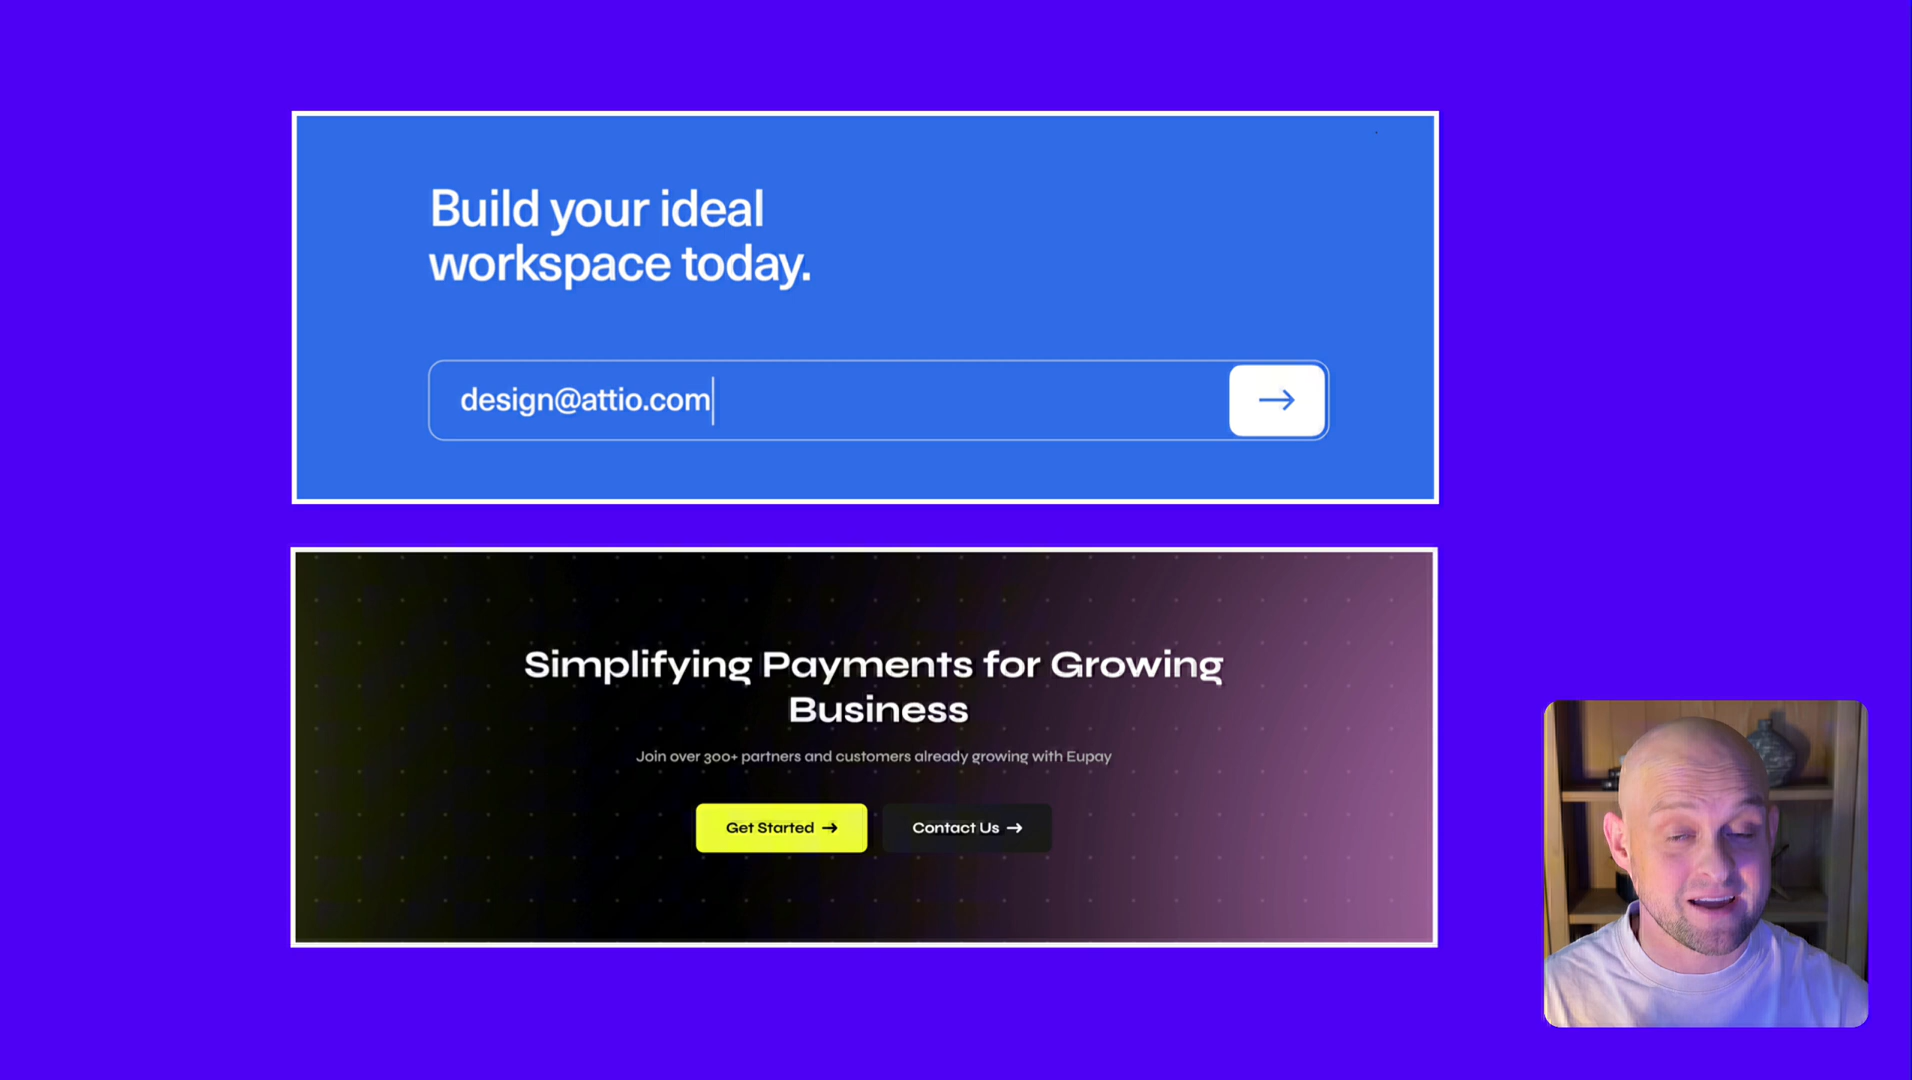 Build your ideal
workspace today.
design@attio.com
Simplifying Payments for Growing
Business
Join over 300+ partners and customers already growing with Eupay
Get Started →
Contact Us →